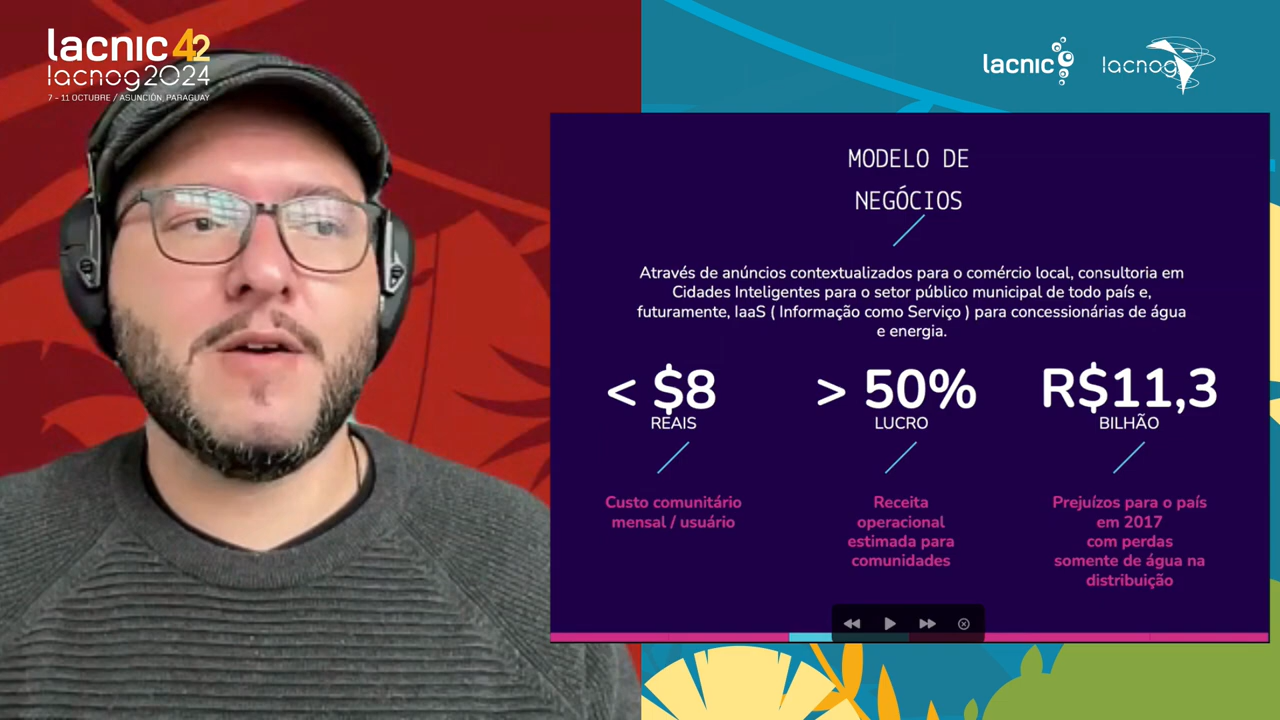 lacnic 42
lacnog2024
7 - 11 OCTUBRE / ASUNCIÓN, PARAGUAY
lacnic
lacnog
MODELO DE
NEGÓCIOS
Através de anúncios contextualizados para o comércio local, consultoria em
Cidades Inteligentes para o setor público municipal de todo país e,
futuramente, IaaS ( Informação como Serviço ) para concessionárias de água
e energia.
< $8
REAIS
Custo comunitário
mensal / usuário
> 50%
LUCRO
Receita
operacional
estimada para
comunidades
R$11,3
BILHÃO
Prejuízos para o país
em 2017
com perdas
somente de água na
distribuição